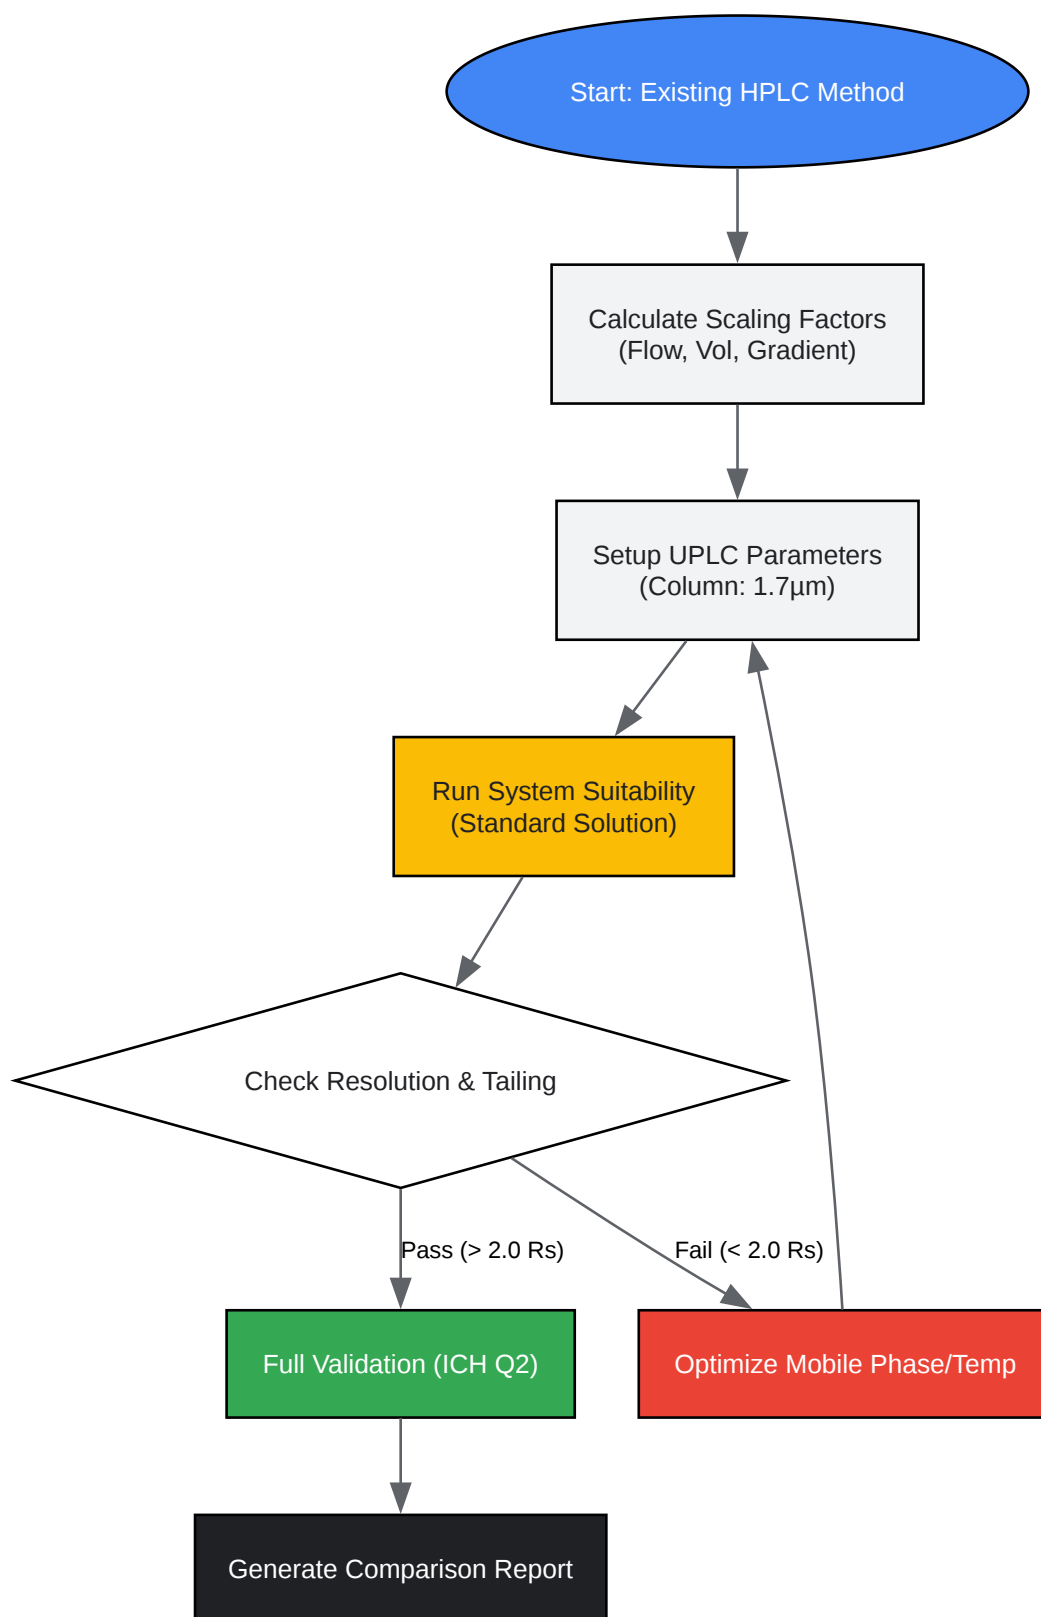 Start: Existing HPLC Method
Calculate Scaling Factors
(Flow, Vol, Gradient)
Setup UPLC Parameters
(Column: 1.7µm)
Run System Suitability
(Standard Solution)
Check Resolution & Tailing
Pass (> 2.0 Rs)
Fail (< 2.0 Rs)
Full Validation (ICH Q2)
Optimize Mobile Phase/Temp
Generate Comparison Report